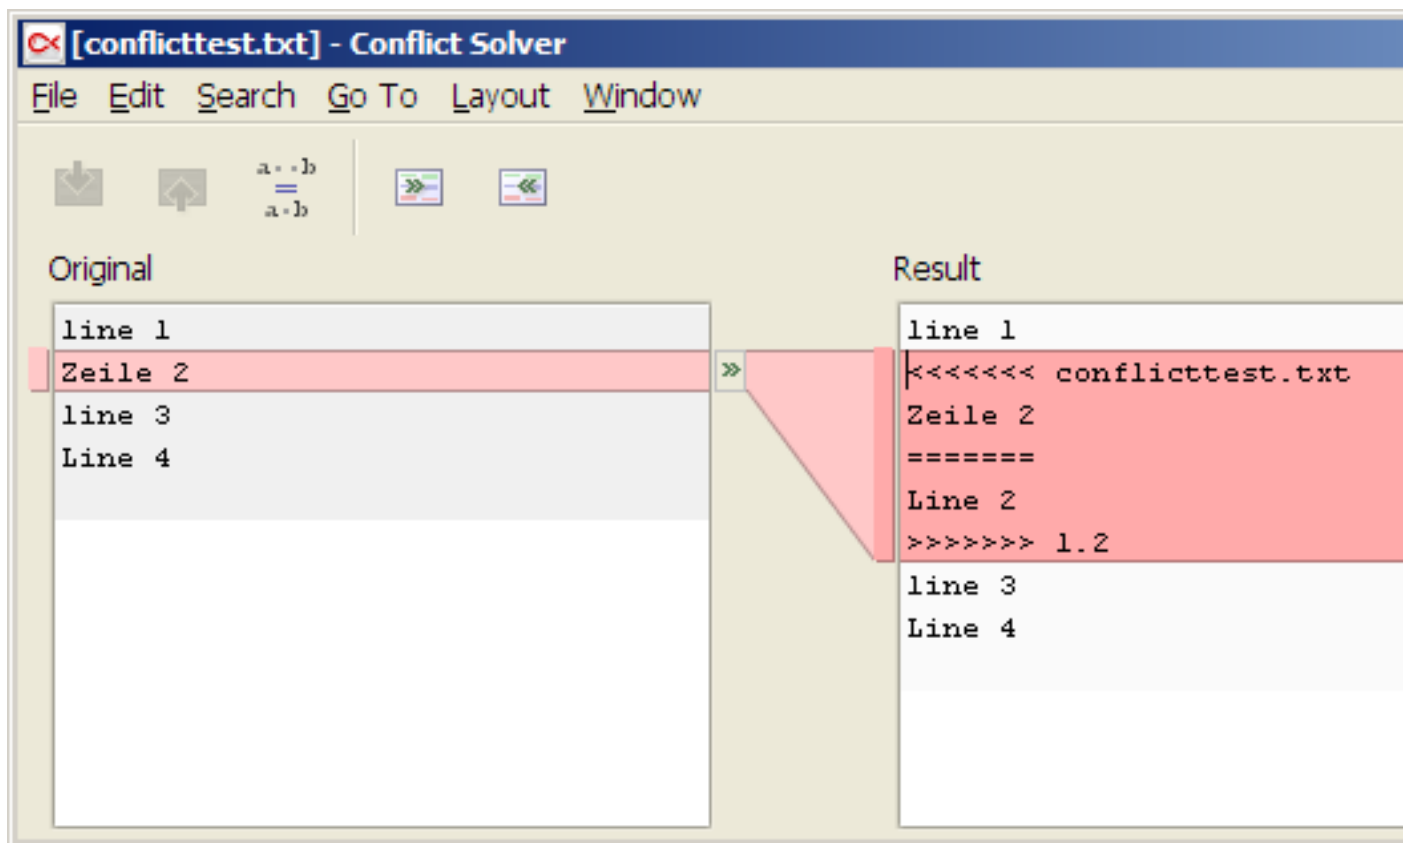 [conflicttest.txt] - Conflict Solver
File Edit Search Go To Layout Window
a··b
=
a·b
Original
line 1
Zeile 2
line 3
Line 4
Result
line 1
<<<<<<< conflicttest.txt
Zeile 2
=======
Line 2
>>>>>>> 1.2
line 3
Line 4